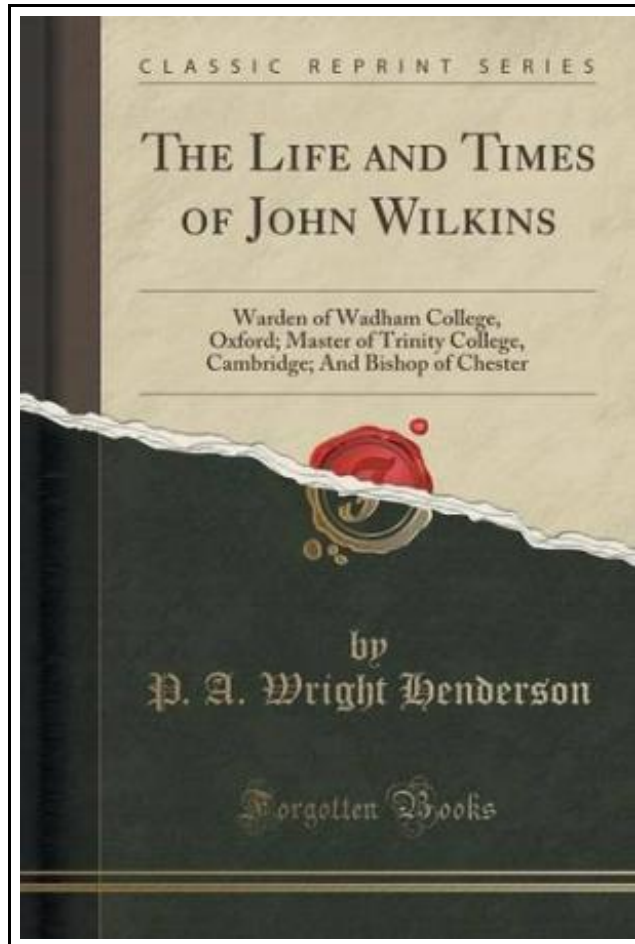 CLASSIC REPRINT SERIES
THE LIFE AND TIMES
OF JOHN WILKINS
Warden of Wadham College,
Oxford; Master of Trinity College,
Cambridge; And Bishop of Chester
by
P. A. Wright Henderson
Forgotten Books